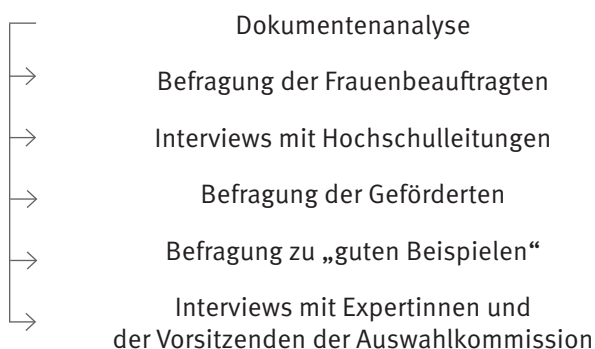 Dokumentenanalyse
Befragung der Frauenbeauftragten
Interviews mit Hochschulleitungen
Befragung der Geförderten
Befragung zu „guten Beispielen“
Interviews mit Expertinnen und
der Vorsitzenden der Auswahlkommission